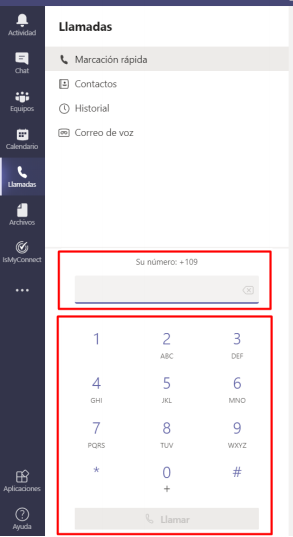 Actividad
Chat
Equipos
Calendario
Llamadas
Archivos
IsMyConnect
Aplicaciones
Ayuda
Llamadas
Marcación rápida
Contactos
Historial
Correo de voz
Su número: +109
1 2 3
ABC DEF
4 5 6
GHI JKL MNO
7 8 9
PQRS TUV WXYZ
* 0 #
+
Llamar